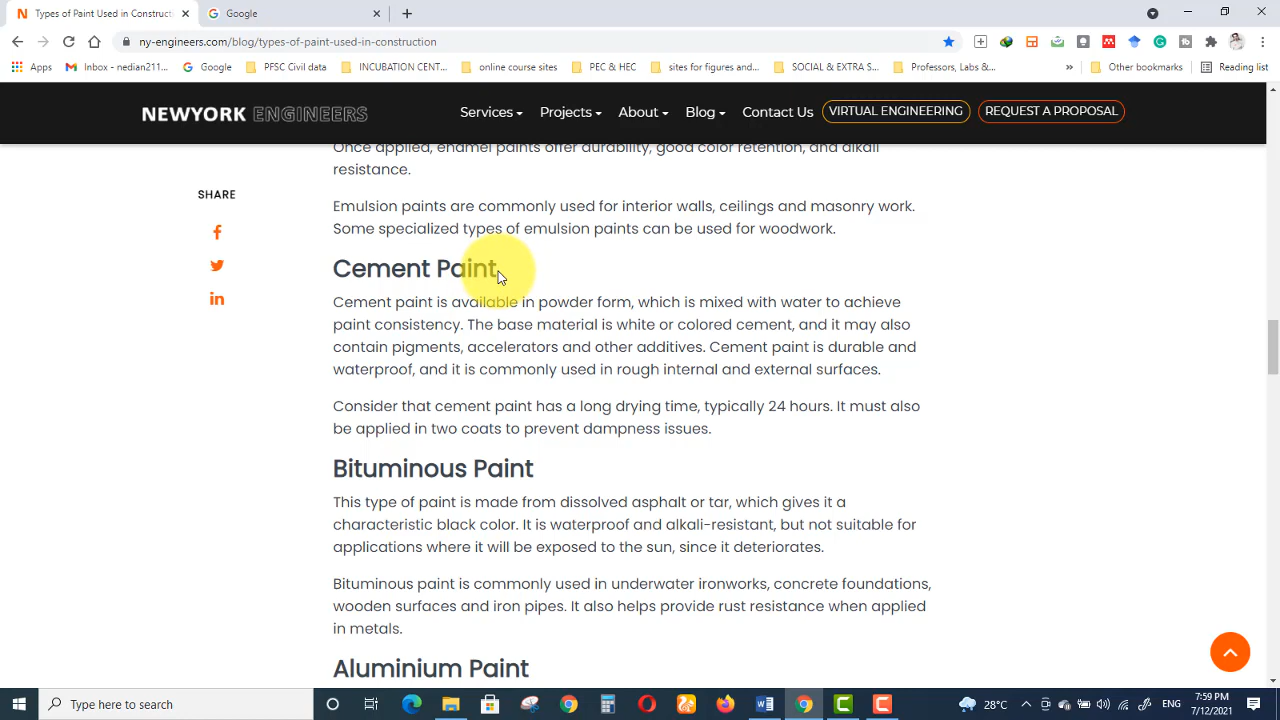 Types of Paint Used in Constructi
Google
ny-engineers.com/blog/types-of-paint-used-in-construction
Apps
Inbox - nedian211...
Google
PFSC Civil data
INCUBATION CENT...
online course sites
PEC & HEC
sites for figures and...
SOCIAL & EXTRA S...
Professors, Labs &...
»
Other bookmarks
Reading list
NEWYORK ENGINEERS
Services
Projects
About
Blog
Contact Us
VIRTUAL ENGINEERING
REQUEST A PROPOSAL
Once applied, enamel paints offer durability, good color retention, and alkali
resistance.
SHARE
Emulsion paints are commonly used for interior walls, ceilings and masonry work.
Some specialized types of emulsion paints can be used for woodwork.
Cement Paint
Cement paint is available in powder form, which is mixed with water to achieve
paint consistency. The base material is white or colored cement, and it may also
contain pigments, accelerators and other additives. Cement paint is durable and
waterproof, and it is commonly used in rough internal and external surfaces.
Consider that cement paint has a long drying time, typically 24 hours. It must also
be applied in two coats to prevent dampness issues.
Bituminous Paint
This type of paint is made from dissolved asphalt or tar, which gives it a
characteristic black color. It is waterproof and alkali-resistant, but not suitable for
applications where it will be exposed to the sun, since it deteriorates.
Bituminous paint is commonly used in underwater ironworks, concrete foundations,
wooden surfaces and iron pipes. It also helps provide rust resistance when applied
in metals.
Aluminium Paint
Type here to search
28°C
ENG
7:59 PM
7/12/2021